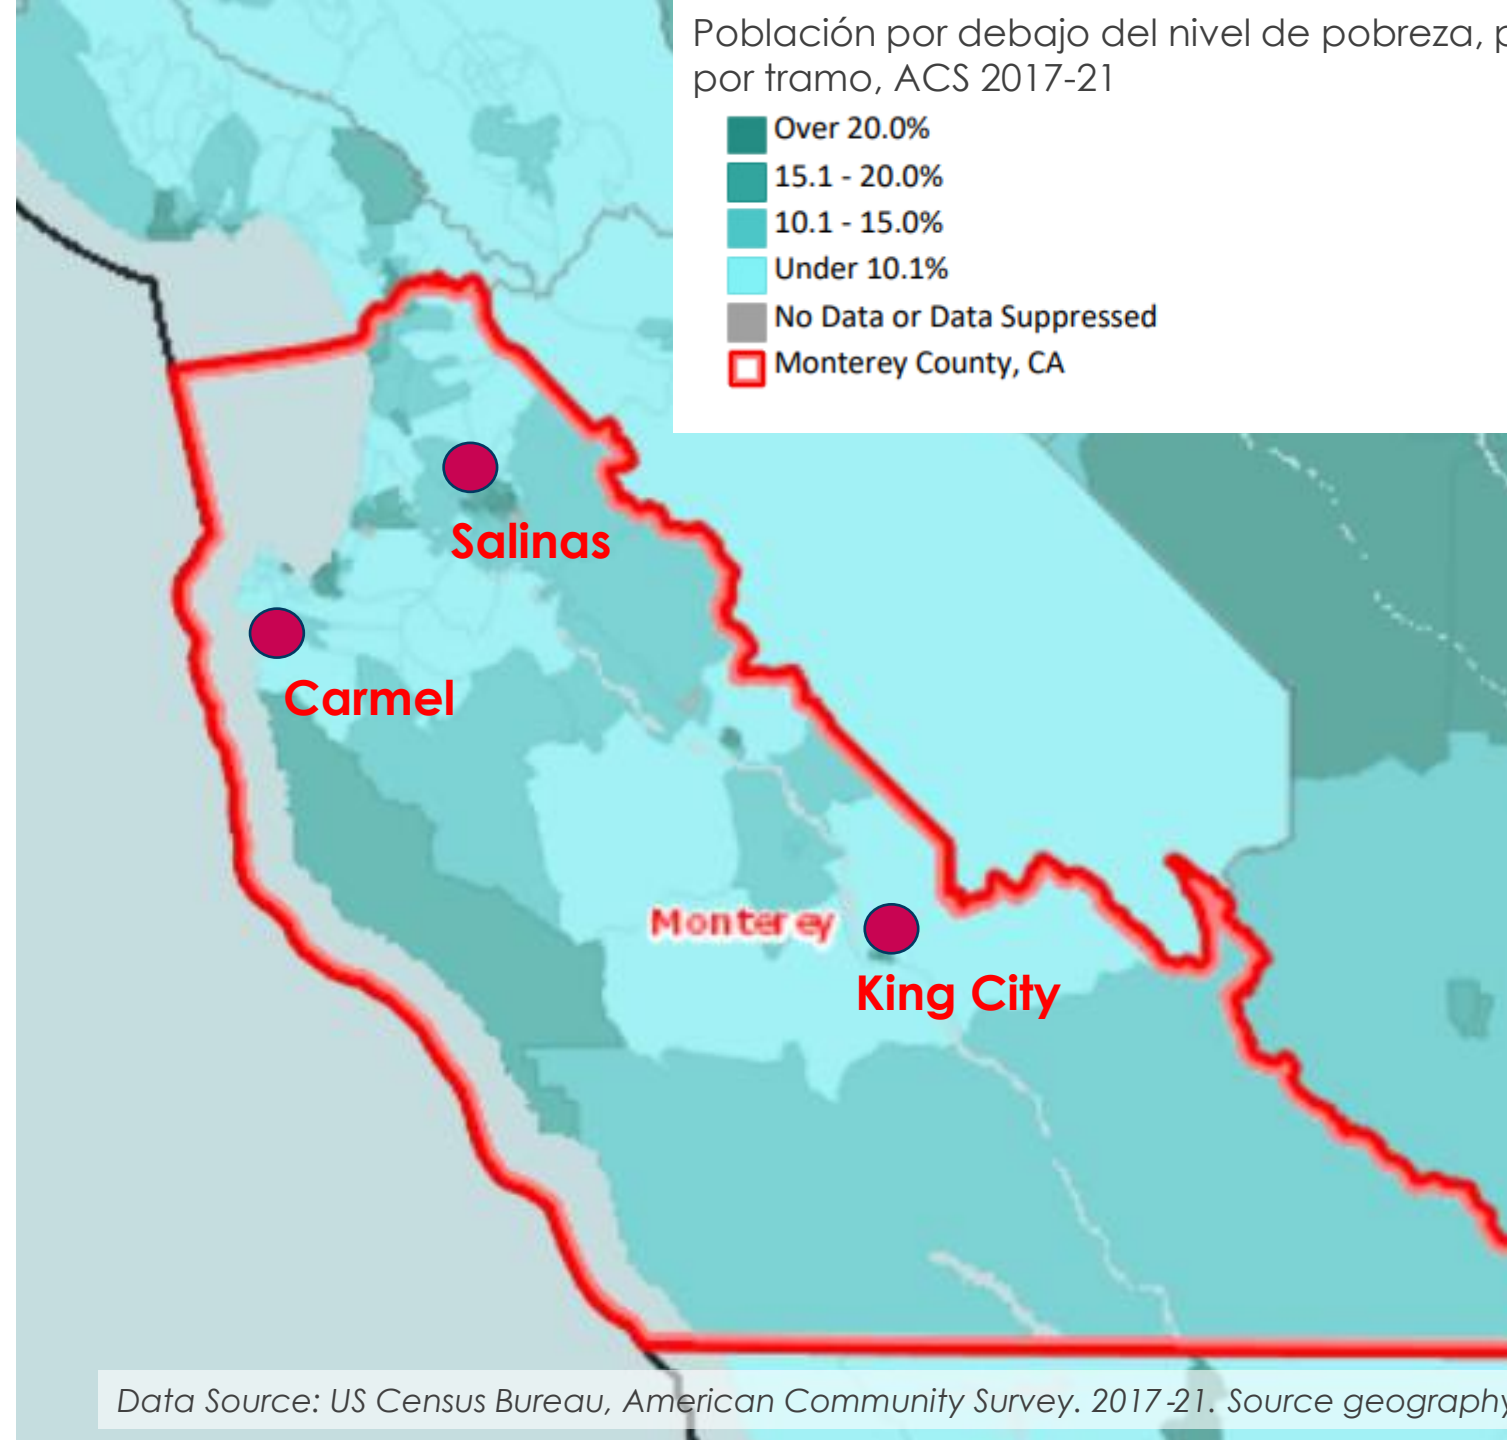 Población por debajo del nivel de pobreza, p
por tramo, ACS 2017-21
Over 20.0%
15.1 - 20.0%
10.1 - 15.0%
Under 10.1%
No Data or Data Suppressed
Monterey County, CA
Salinas
Carmel
Monterey
King City
Data Source: US Census Bureau, American Community Survey. 2017-21. Source geography